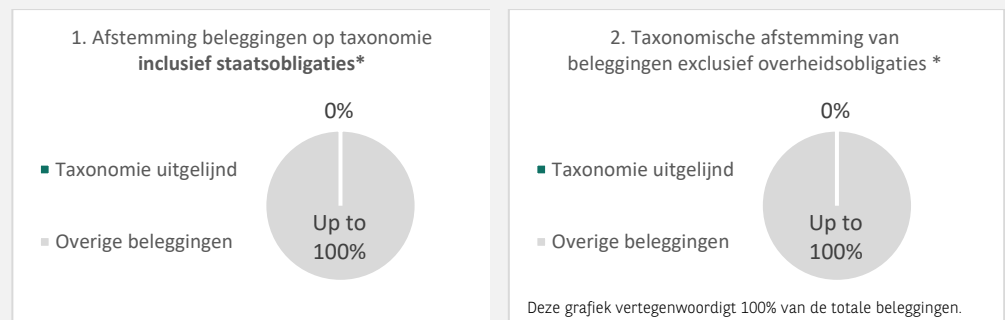 1. Afstemming beleggingen op taxonomie
inclusief staatsobligaties*
0%
Taxonomie uitgelijnd
Overige beleggingen
Up to
100%
2. Taxonomische afstemming van
beleggingen exclusief overheidsobligaties *
0%
Taxonomie uitgelijnd
Overige beleggingen
Up to
100%
Deze grafiek vertegenwoordigt 100% van de totale beleggingen.